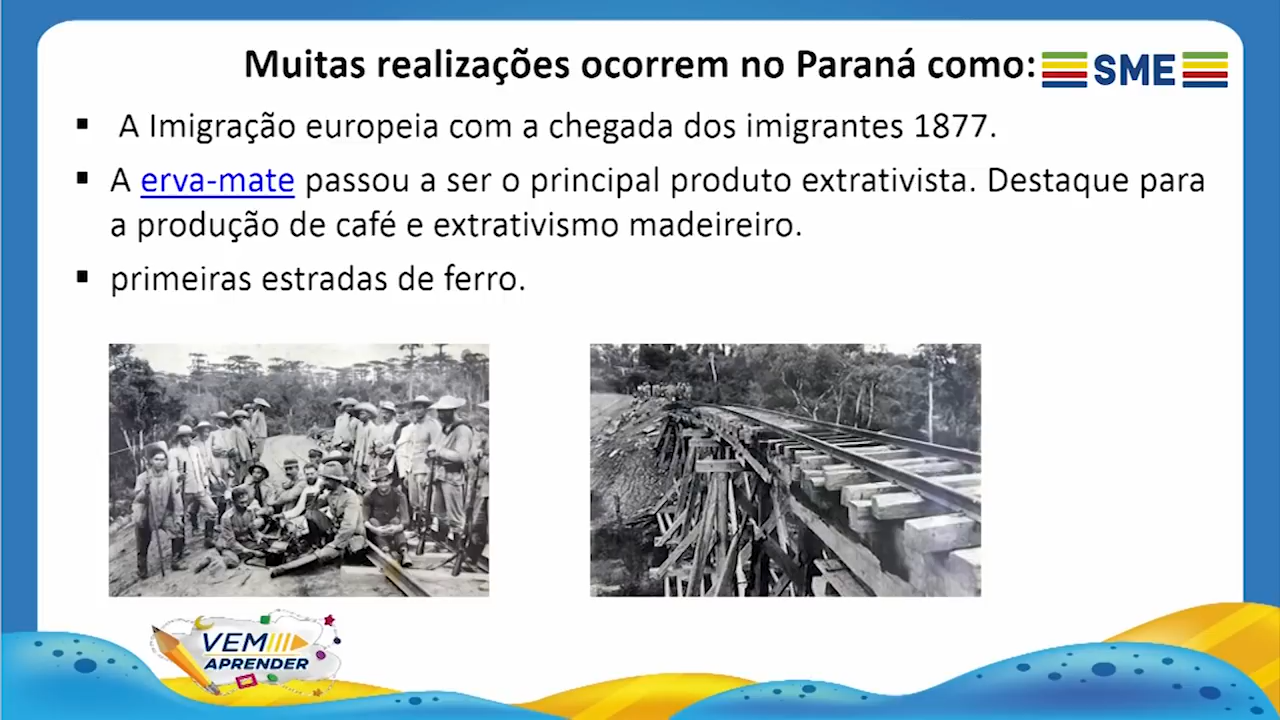 Muitas realizações ocorrem no Paraná como:
SME
▪ A Imigração europeia com a chegada dos imigrantes 1877.
▪ A erva-mate passou a ser o principal produto extrativista. Destaque para
a produção de café e extrativismo madeireiro.
▪ primeiras estradas de ferro.
VEM
APRENDER